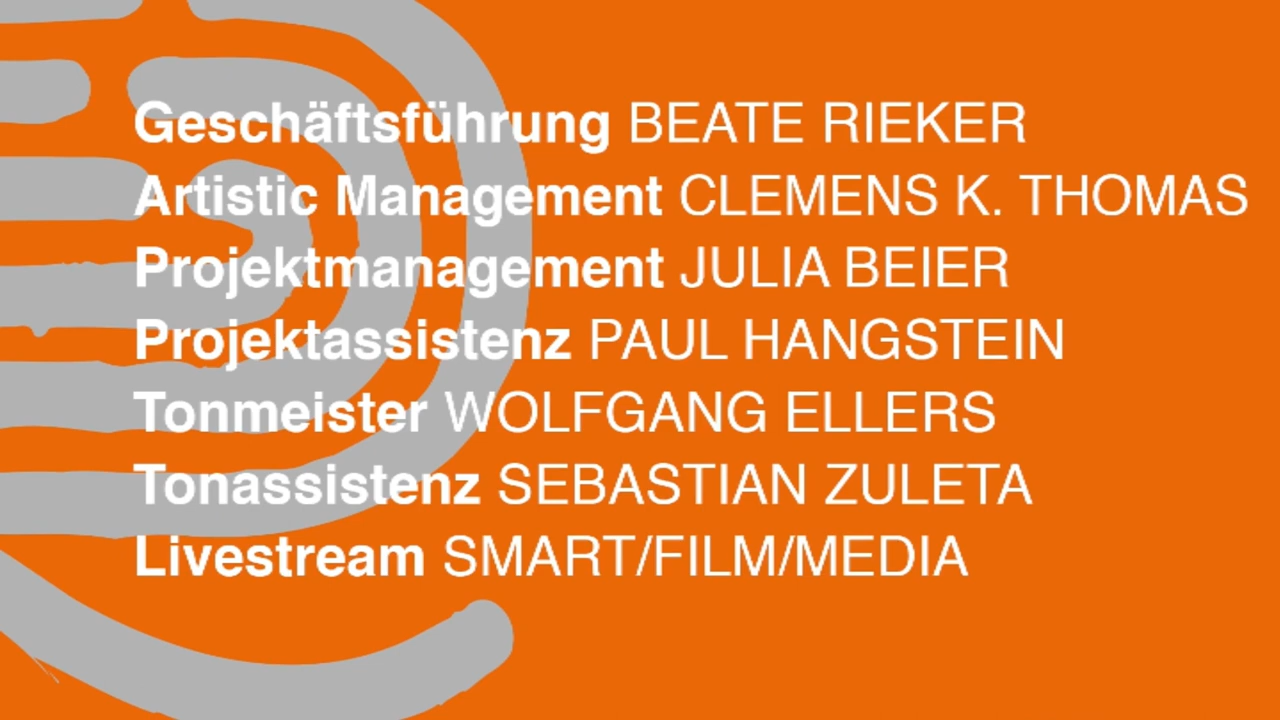 Geschäftsführung BEATE RIEKER
Artistic Management CLEMENS K. THOMAS
Projektmanagement JULIA BEIER
Projektassistenz PAUL HANGSTEIN
Tonmeister WOLFGANG ELLERS
Tonassistenz SEBASTIAN ZULETA
Livestream SMART/FILM/MEDIA